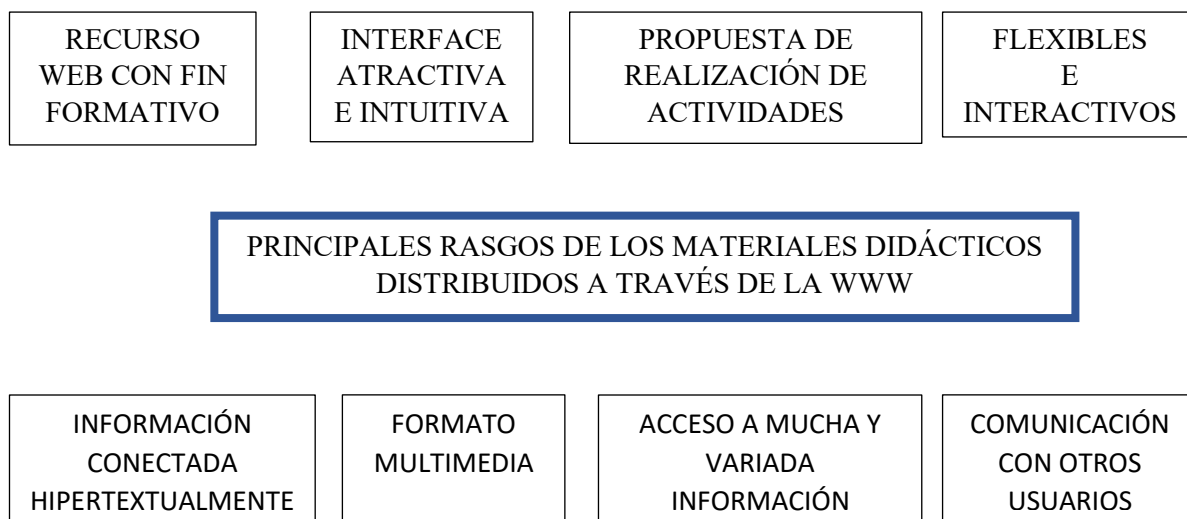 RECURSO
WEB CON FIN
FORMATIVO
INTERFACE
ATRACTIVA
E INTUITIVA
PROPUESTA DE
REALIZACIÓN DE
ACTIVIDADES
FLEXIBLES
E
INTERACTIVOS
PRINCIPALES RASGOS DE LOS MATERIALES DIDÁCTICOS
DISTRIBUIDOS A TRAVÉS DE LA WWW
INFORMACIÓN
CONECTADA
HIPERTEXTUALMENTE
FORMATO
MULTIMEDIA
ACCESO A MUCHA Y
VARIADA
INFORMACIÓN
COMUNICACIÓN
CON OTROS
USUARIOS